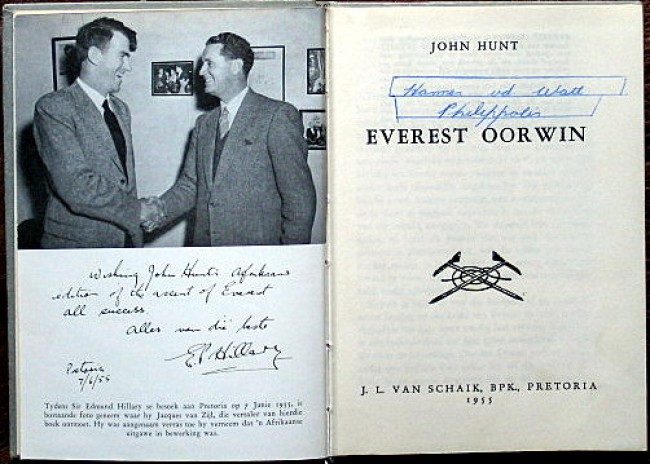 Wishing John Hunt's Afrikaans
edition of the ascent of Everest
all success
Alles van die beste
E P Hillary
Pretoria
7/6/55
Tydens Sir Edmund Hillary se besoek aan Pretoria op 7 Junie 1955, is
bostaande foto geneem waar hy Jacques van Zijl, die vertaler van hierdie
boek ontmoet. Hy was aangenaam verras toe hy verneem dat 'n Afrikaanse
uitgawe in bewerking was.
JOHN HUNT
Hannes vd Watt
Philippolis
EVEREST OORWIN
J. L. VAN SCHAIK, BPK., PRETORIA
1955